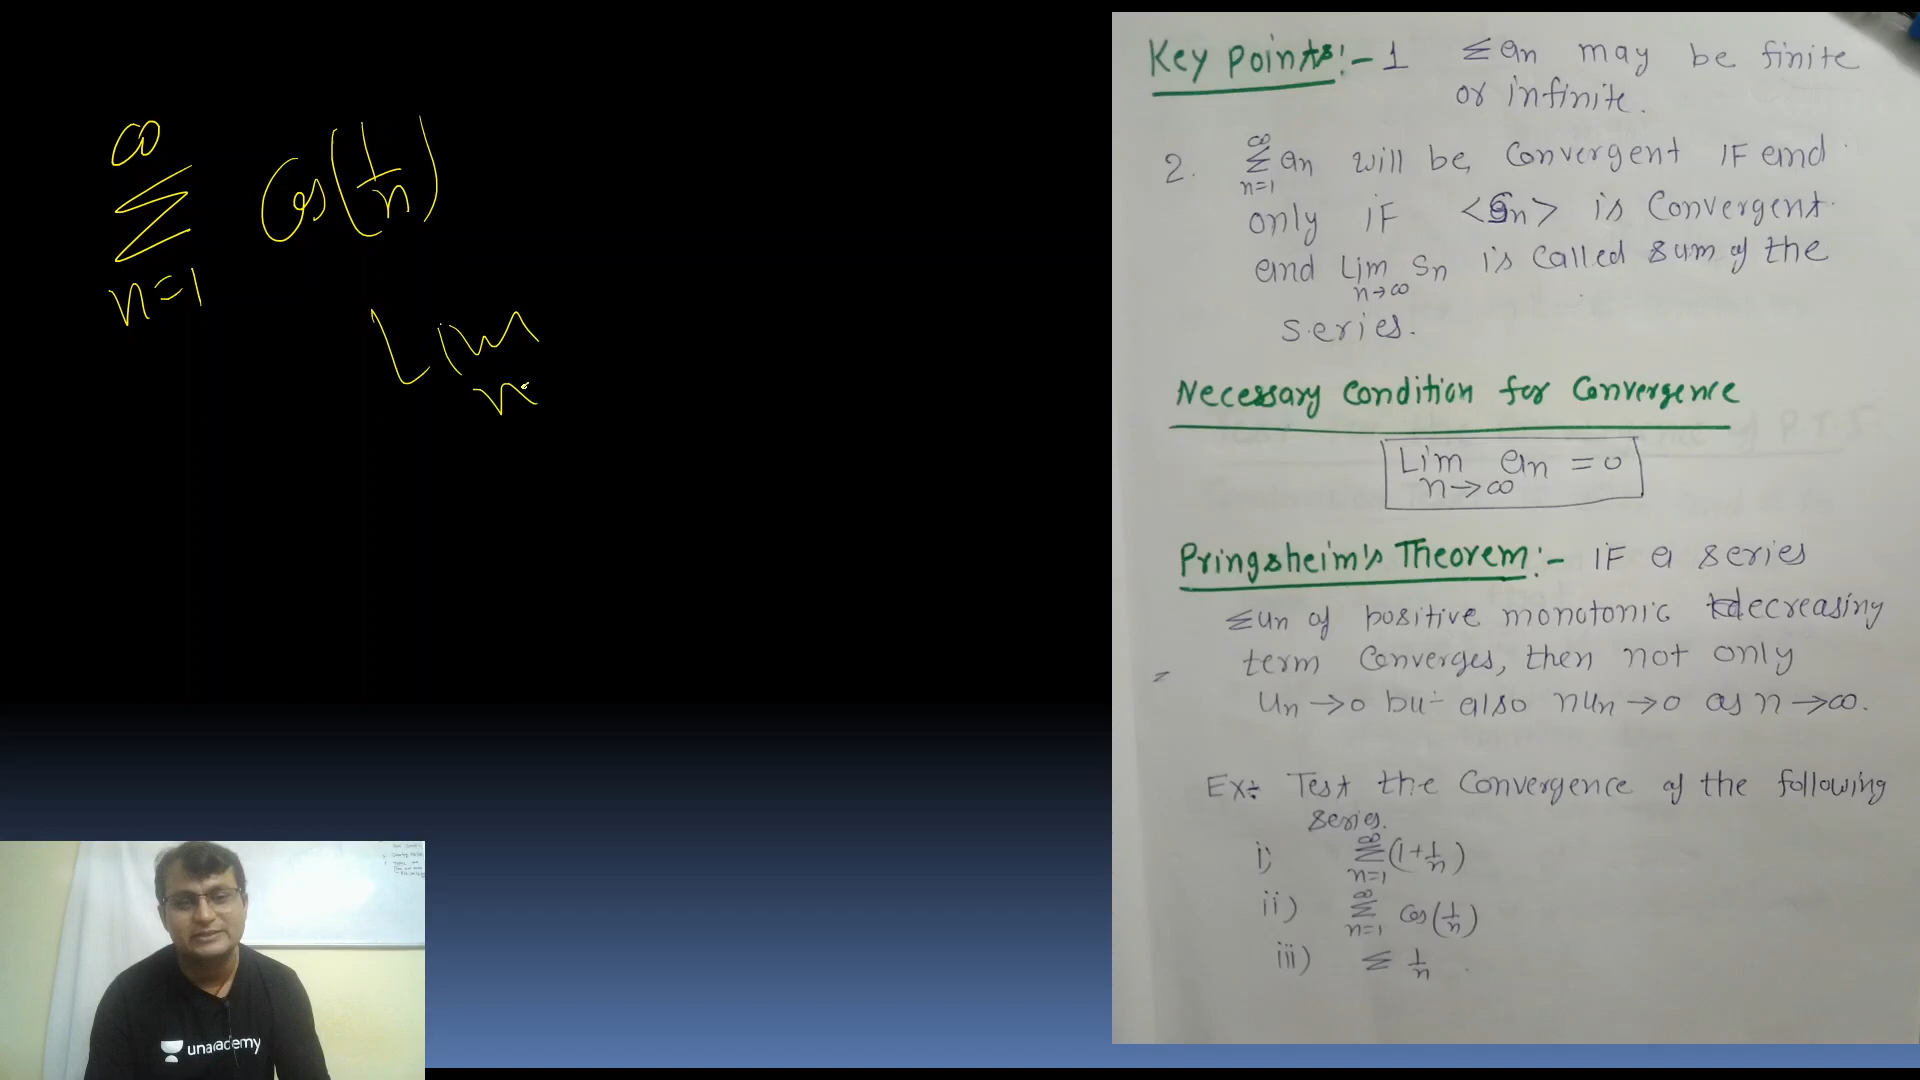 ∞
Σ Cos(1/n)
n=1
Lim
n
Key points:- 1 Σan may be finite
or infinite.
2. ∞Σn=1 an will be convergent IF and
only IF <Sn> is convergent
and Lim n→∞ Sn is called sum of the
series.
Necessary condition for Convergence
Lim n→∞ an = 0
Pringsheim's Theorem:- IF a series
Σun of positive monotonic decreasing
term converges, then not only
un→0 but also nun→0 as n→∞.
Ex÷ Test the Convergence of the following
series.
i) ∞Σn=1 (1+1/n)
ii) ∞Σn=1 cos(1/n)
iii) Σ 1/n
unacademy